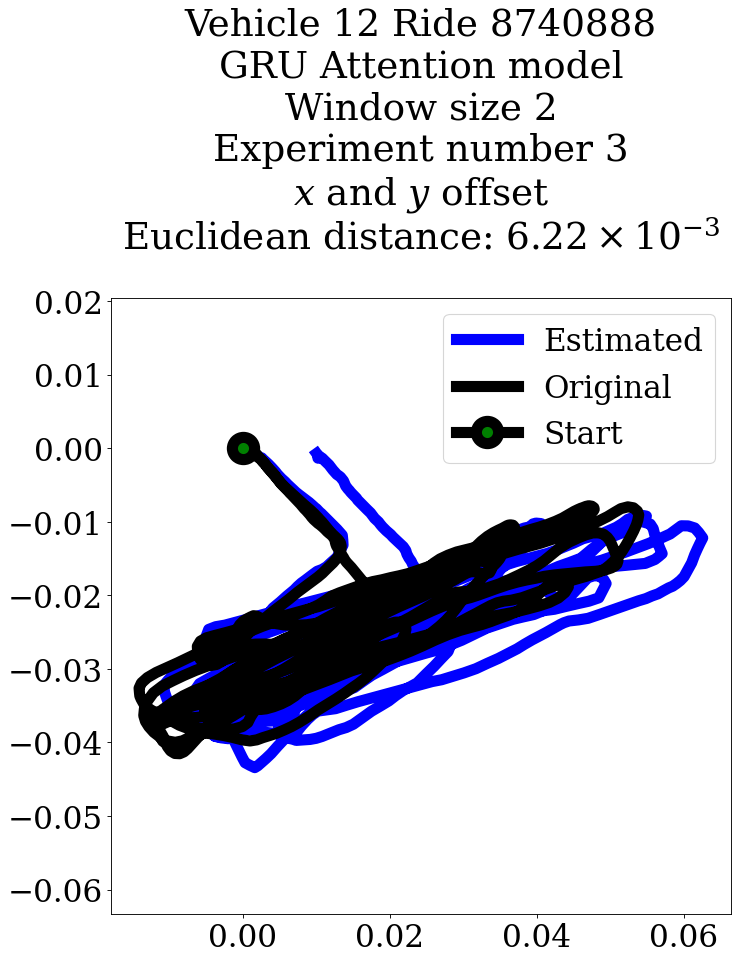 Vehicle 12 Ride 8740888
GRU Attention model
Window size 2
Experiment number 3
x and y offset
Euclidean distance: 6.22 × 10⁻³
Estimated
Original
Start
0.02
0.01
0.00
−0.01
−0.02
−0.03
−0.04
−0.05
−0.06
0.00 0.02 0.04 0.06